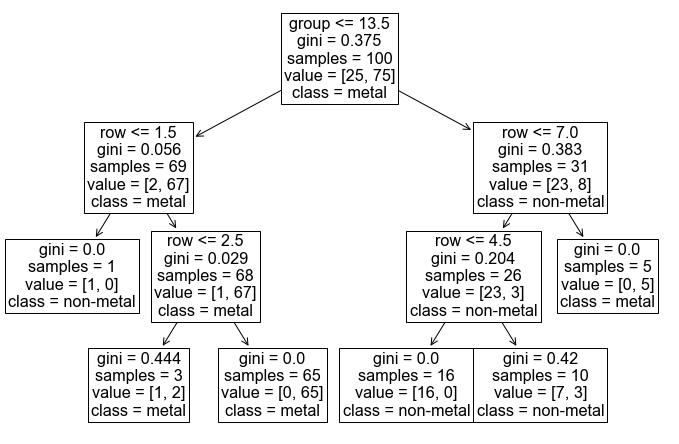 group <= 13.5
gini = 0.375
samples = 100
value = [25, 75]
class = metal
row <= 1.5
gini = 0.056
samples = 69
value = [2, 67]
class = metal
row <= 7.0
gini = 0.383
samples = 31
value = [23, 8]
class = non-metal
gini = 0.0
samples = 1
value = [1, 0]
class = non-metal
row <= 2.5
gini = 0.029
samples = 68
value = [1, 67]
class = metal
row <= 4.5
gini = 0.204
samples = 26
value = [23, 3]
class = non-metal
gini = 0.0
samples = 5
value = [0, 5]
class = metal
gini = 0.444
samples = 3
value = [1, 2]
class = metal
gini = 0.0
samples = 65
value = [0, 65]
class = metal
gini = 0.0
samples = 16
value = [16, 0]
class = non-metal
gini = 0.42
samples = 10
value = [7, 3]
class = non-metal